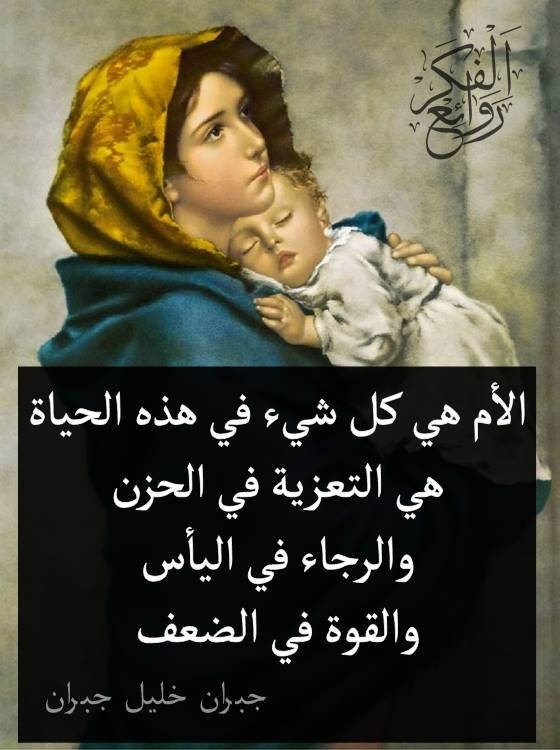 روائع
الفكر
الأم هي كل شيء في هذه الحياة
هي التعزية في الحزن
والرجاء في اليأس
والقوة في الضعف
جبران خليل جبران